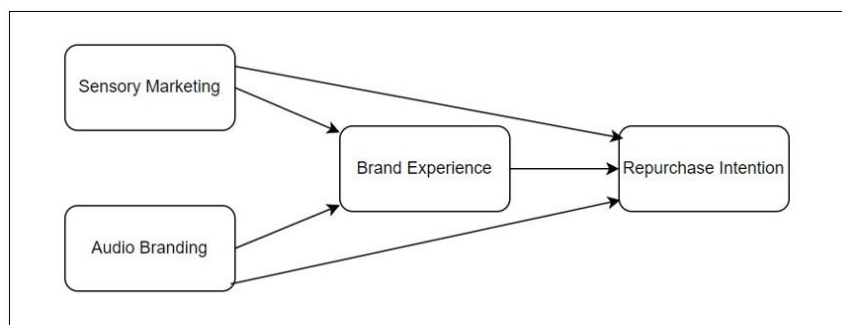 Sensory Marketing
Brand Experience
Repurchase Intention
Audio Branding